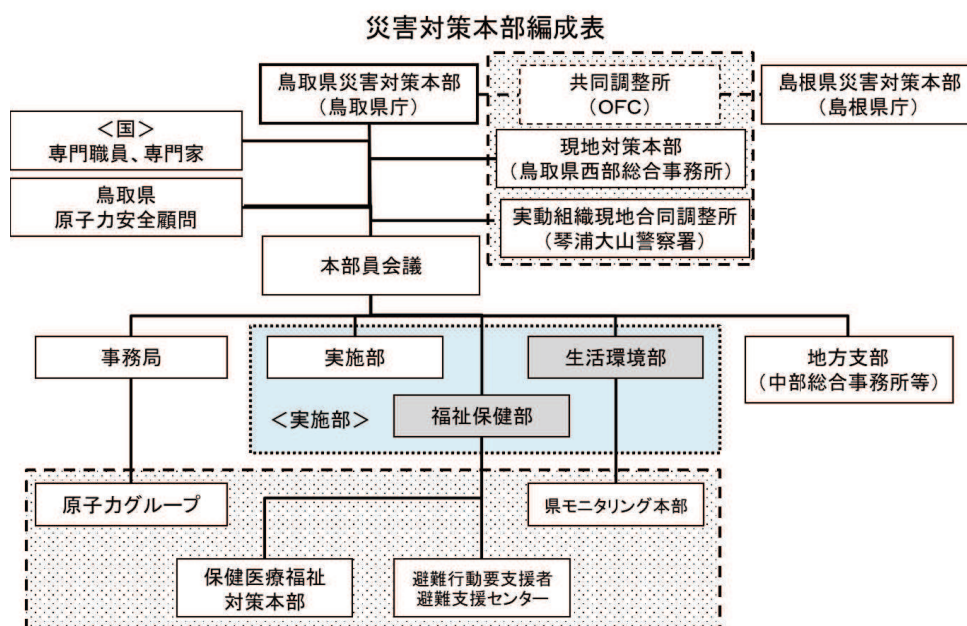 災害対策本部編成表
鳥取県災害対策本部
（鳥取県庁）
共同調整所
（OFC）
島根県災害対策本部
（島根県庁）
＜国＞
専門職員、専門家
現地対策本部
（鳥取県西部総合事務所）
鳥取県
原子力安全顧問
実動組織現地合同調整所
（琴浦大山警察署）
本部員会議
事務局
実施部
生活環境部
地方支部
（中部総合事務所等）
＜実施部＞
福祉保健部
原子力グループ
県モニタリング本部
保健医療福祉
対策本部
避難行動要支援者
避難支援センター